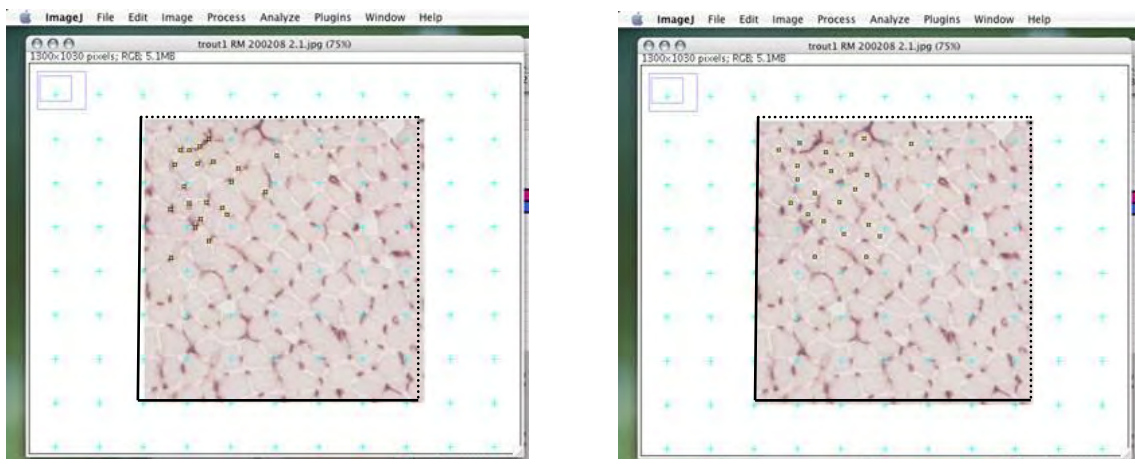 ImageJ File Edit Image Process Analyze Plugins Window Help
trout1 RM 200208 2.1.jpg (75%)
1300x1030 pixels; RGB; 5.1MB
ImageJ File Edit Image Process Analyze Plugins Window Help
trout1 RM 200208 2.1.jpg (75%)
1300x1030 pixels; RGB; 5.1MB